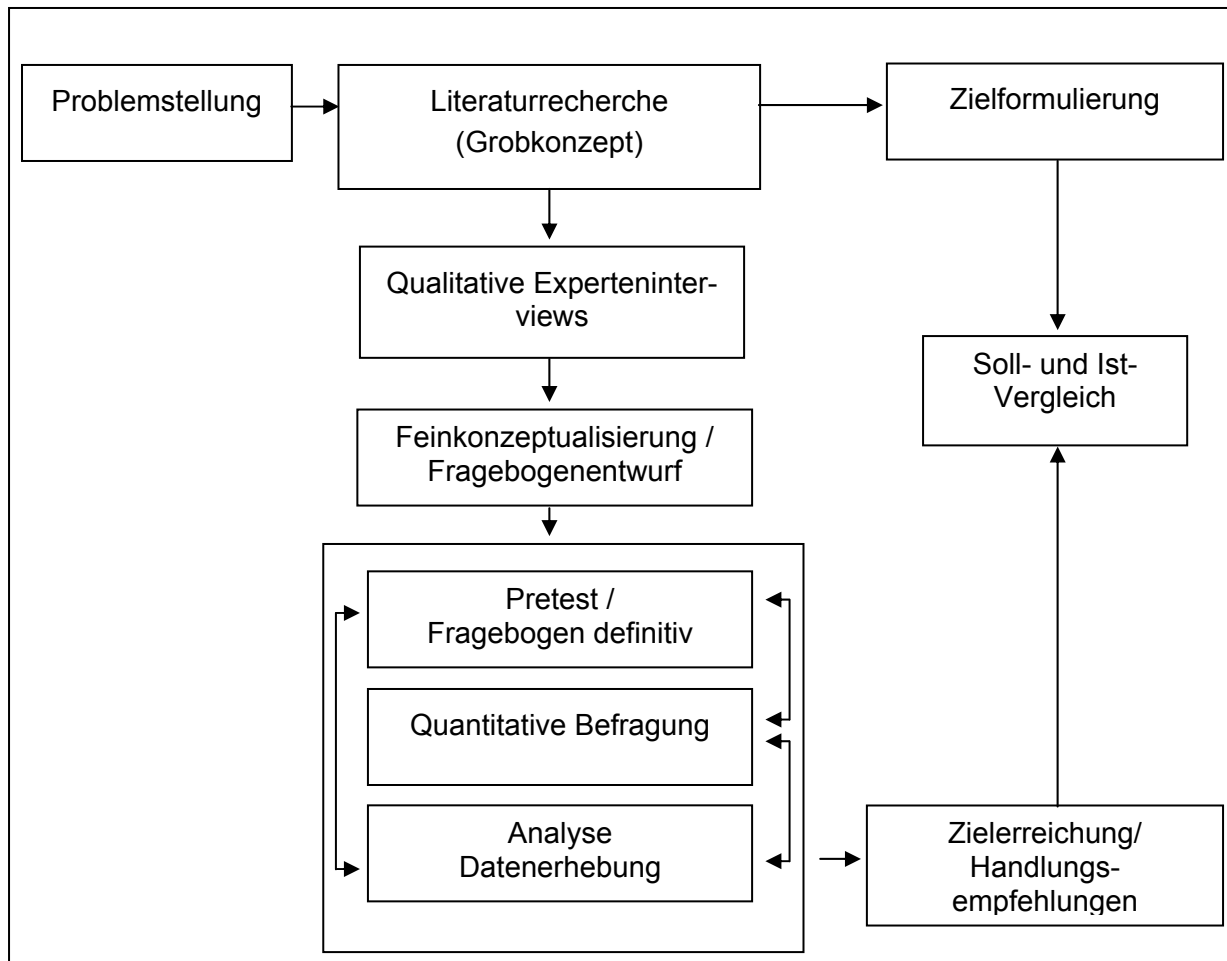 Problemstellung
Literaturrecherche
(Grobkonzept)
Zielformulierung
Qualitative Experteninter-
views
Soll- und Ist-
Vergleich
Feinkonzeptualisierung /
Fragebogenentwurf
Pretest /
Fragebogen definitiv
Quantitative Befragung
Analyse
Datenerhebung
Zielerreichung/
Handlungs-
empfehlungen